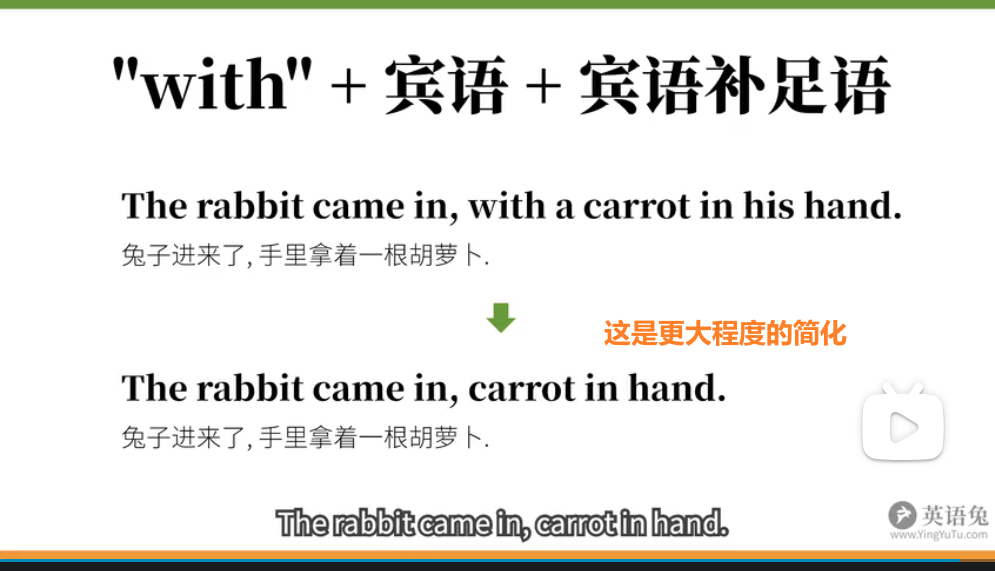 "with" + 宾语 + 宾语补足语
The rabbit came in, with a carrot in his hand.
兔子进来了, 手里拿着一根胡萝卜.
这是更大程度的简化
The rabbit came in, carrot in hand.
兔子进来了, 手里拿着一根胡萝卜.
英语兔
www.YingYuTu.com
The rabbit came in, carrot in hand.